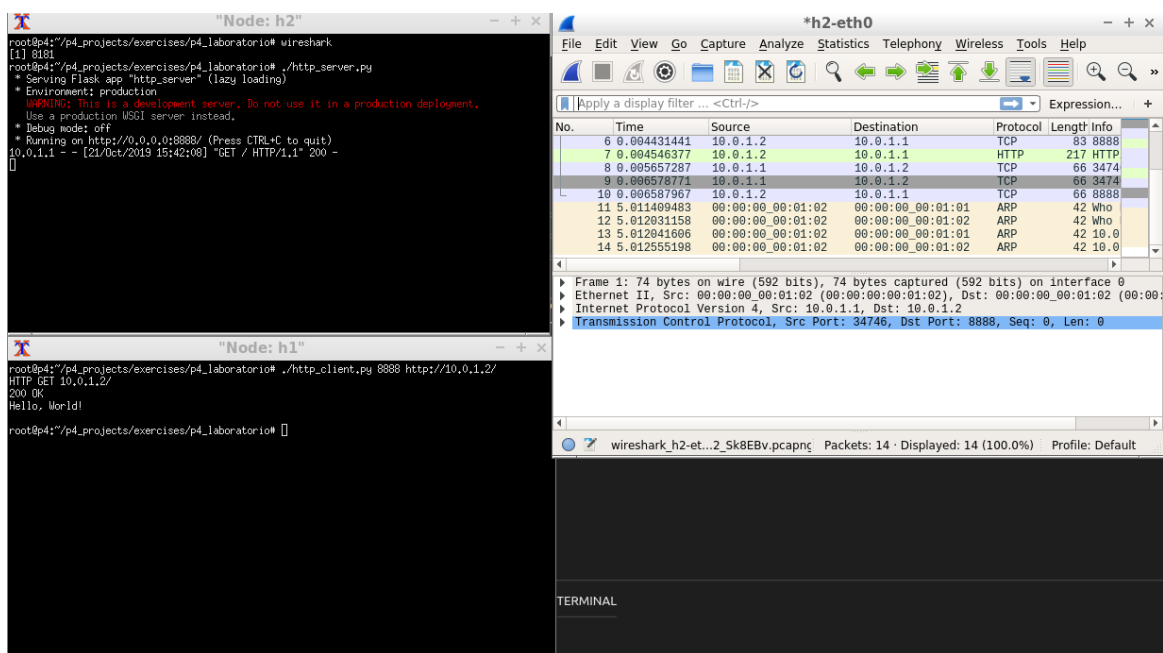 "Node: h2"
root@p4:~/p4_projects/exercises/p4_laboratorio# wireshark
[1] 8181
root@p4:~/p4_projects/exercises/p4_laboratorio# ./http_server.py
* Serving Flask app "http_server" (lazy loading)
* Environment: production
WARNING: This is a development server. Do not use it in a production deployment.
Use a production WSGI server instead.
* Debug mode: off
* Running on http://0.0.0.0:8888/ (Press CTRL+C to quit)
10.0.1.1 - - [21/Oct/2019 15:42:08] "GET / HTTP/1.1" 200 -
"Node: h1"
root@p4:~/p4_projects/exercises/p4_laboratorio# ./http_client.py 8888 http://10.0.1.2/
HTTP GET 10.0.1.2/
200 OK
Hello, World!
root@p4:~/p4_projects/exercises/p4_laboratorio#
*h2-eth0
File Edit View Go Capture Analyze Statistics Telephony Wireless Tools Help
Apply a display filter ... <Ctrl-/> Expression... +
No. Time Source Destination Protocol Length Info
6 0.004431441 10.0.1.2 10.0.1.1 TCP 83 8888
7 0.004546377 10.0.1.2 10.0.1.1 HTTP 217 HTTP
8 0.005657287 10.0.1.1 10.0.1.2 TCP 66 3474
9 0.006578771 10.0.1.1 10.0.1.2 TCP 66 3474
10 0.006587967 10.0.1.2 10.0.1.1 TCP 66 8888
11 5.011409483 00:00:00_00:01:02 00:00:00_00:01:01 ARP 42 Who
12 5.012031158 00:00:00_00:01:02 00:00:00_00:01:02 ARP 42 Who
13 5.012041606 00:00:00_00:01:02 00:00:00_00:01:02 ARP 42 10.0
14 5.012555198 00:00:00_00:01:02 00:00:00_00:01:02 ARP 42 10.0
Frame 1: 74 bytes on wire (592 bits), 74 bytes captured (592 bits) on interface 0
Ethernet II, Src: 00:00:00_00:01:02 (00:00:00:00:01:02), Dst: 00:00:00_00:01:02 (00:00:
Internet Protocol Version 4, Src: 10.0.1.1, Dst: 10.0.1.2
Transmission Control Protocol, Src Port: 34746, Dst Port: 8888, Seq: 0, Len: 0
wireshark_h2-et...2_Sk8EBv.pcapng Packets: 14 · Displayed: 14 (100.0%) Profile: Default
TERMINAL